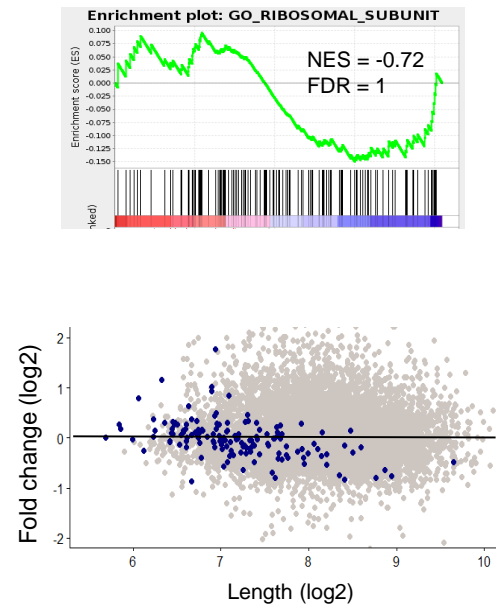 Enrichment plot: GO_RIBOSOMAL_SUBUNIT
Enrichment score (ES)
0.100
0.075
0.050
0.025
0.000
-0.025
-0.050
-0.075
-0.100
-0.125
-0.150
NES = -0.72
FDR = 1
nked)
Fold change (log2)
2
1
0
-1
-2
6 7 8 9 10
Length (log2)